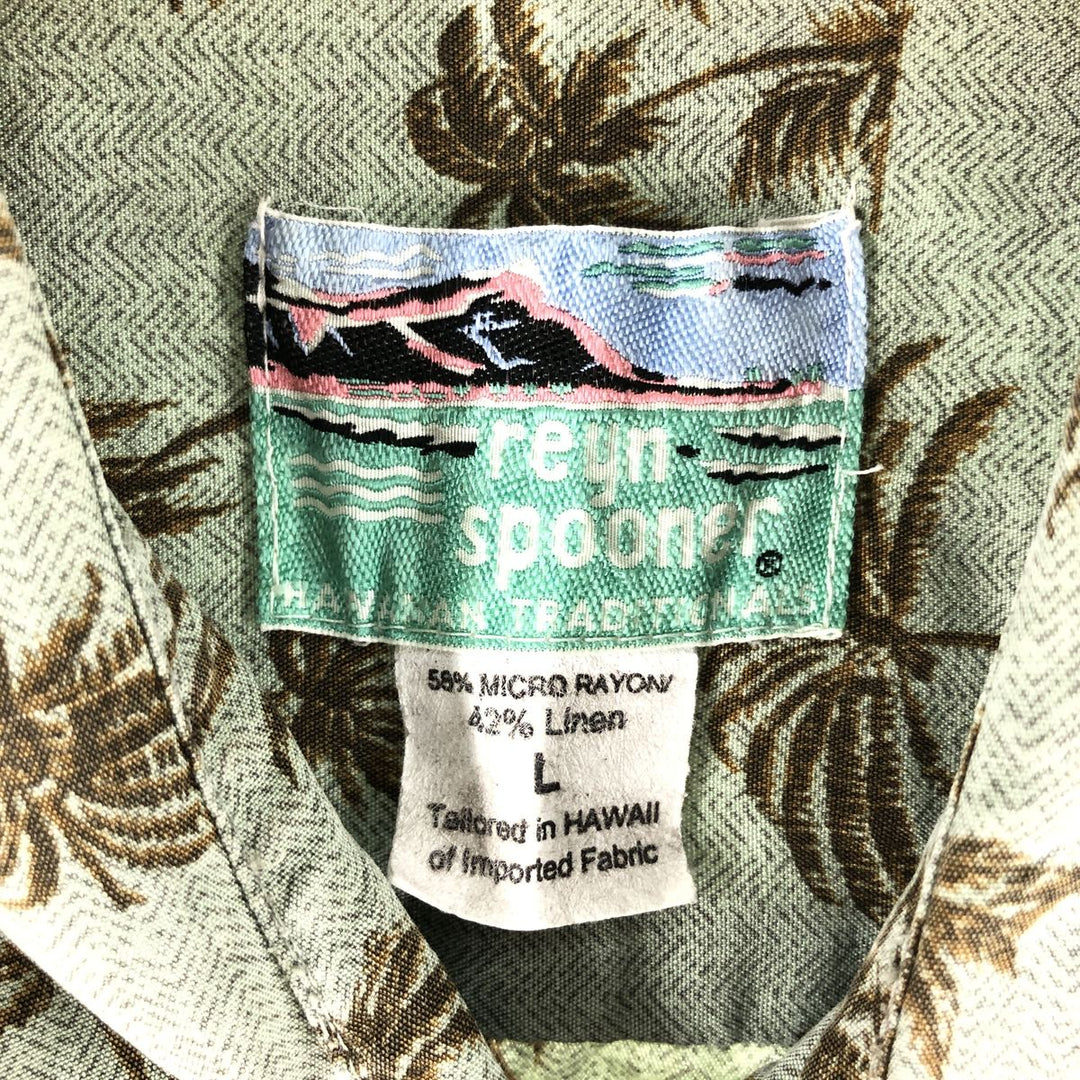 reyn
spooner®
HAWAIIAN TRADITIONALS
58% MICRO RAYON/
42% Linen
L
Tailored in HAWAII
of Imported Fabric